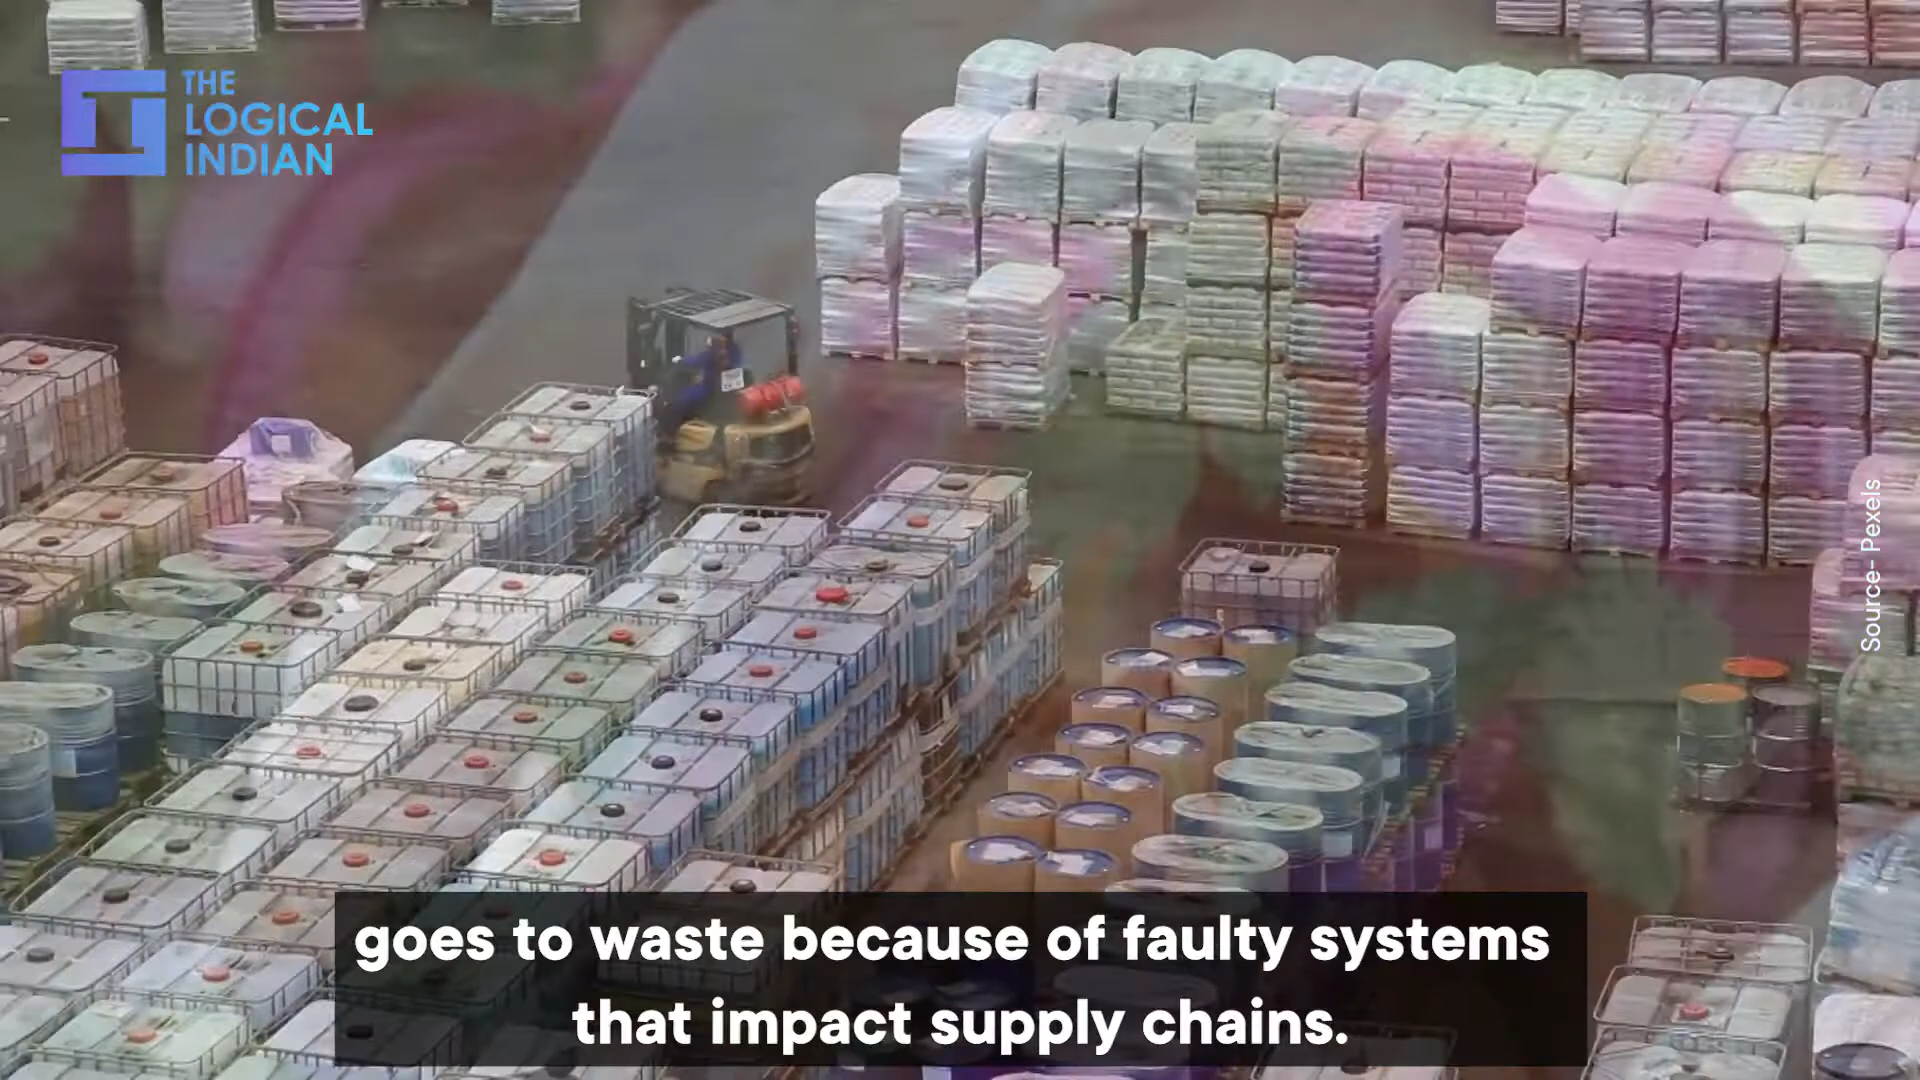 THE
LOGICAL
INDIAN
Source- Pexels
goes to waste because of faulty systems
that impact supply chains.